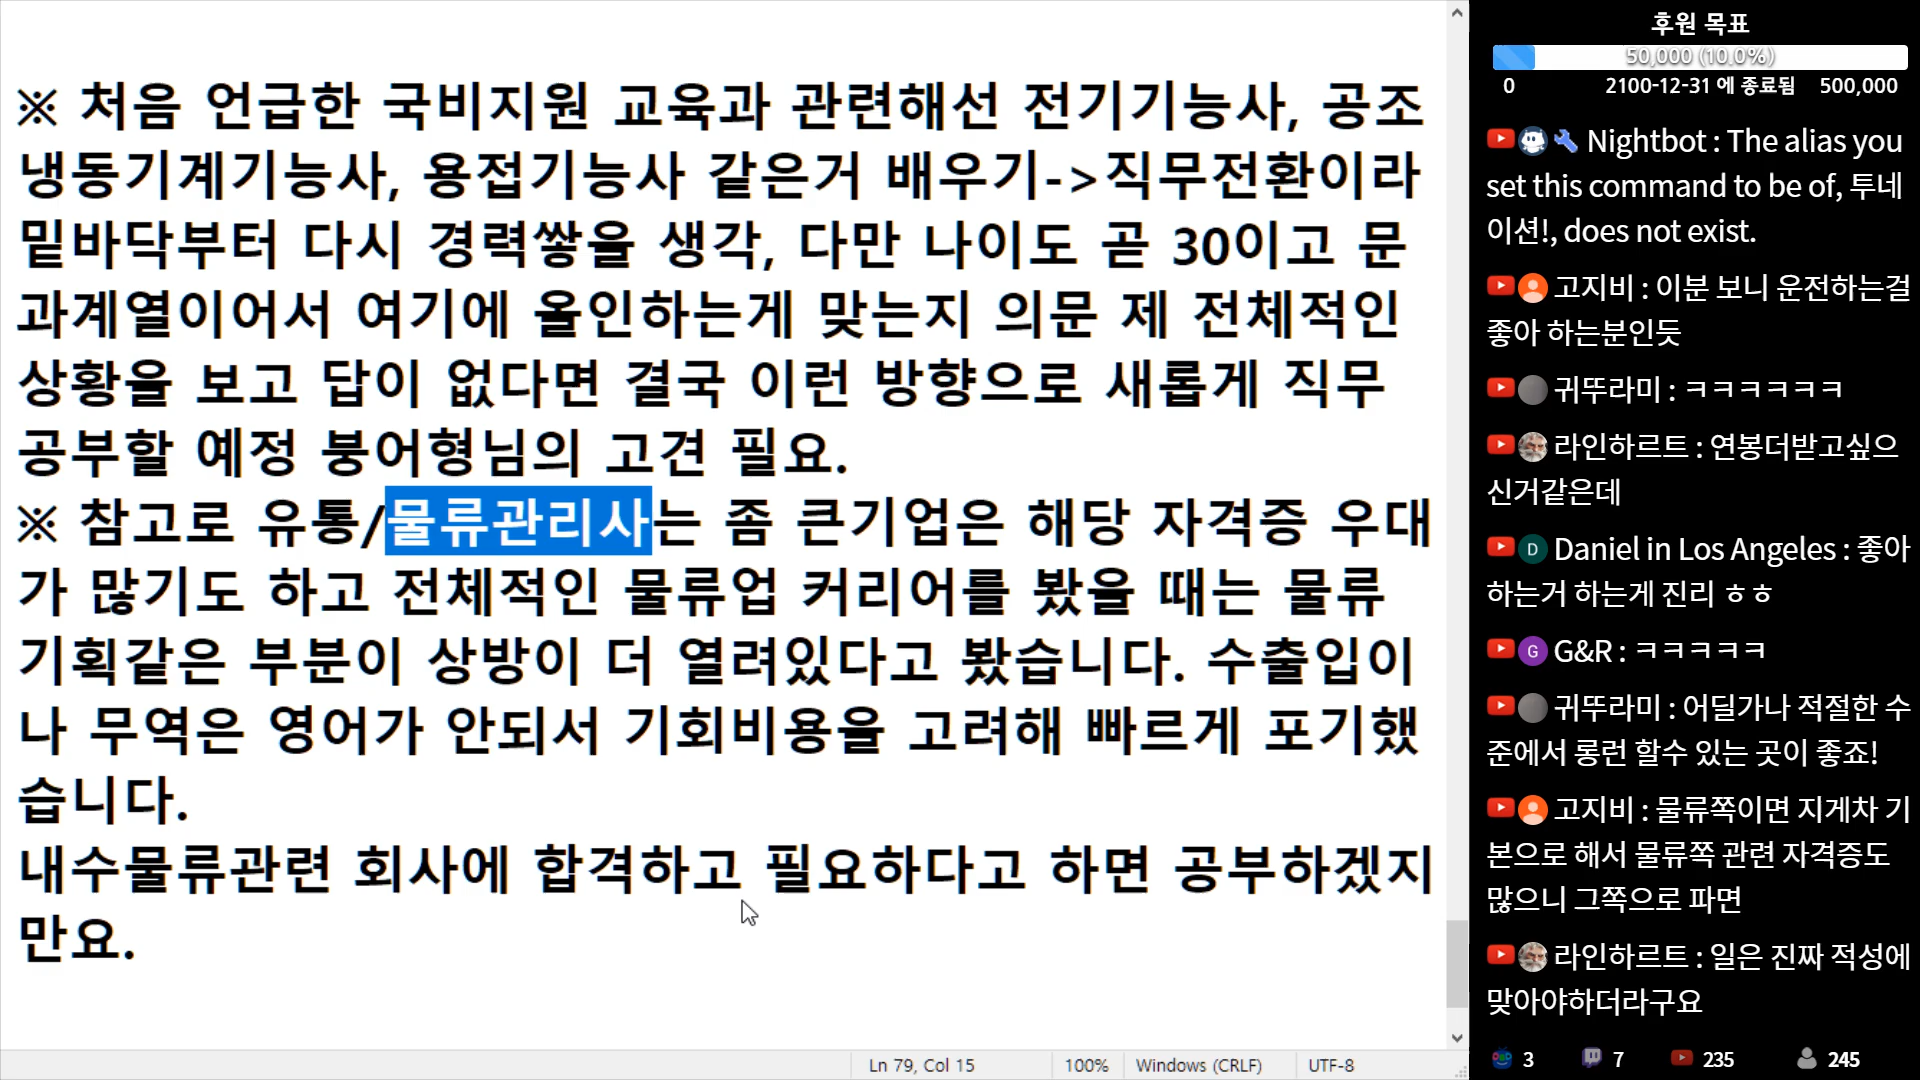 ※ 처음 언급한 국비지원 교육과 관련해선 전기기능사, 공조
냉동기계기능사, 용접기능사 같은거 배우기->직무전환이라
밑바닥부터 다시 경력쌓을 생각, 다만 나이도 곧 30이고 문
과계열이어서 여기에 올인하는게 맞는지 의문 제 전체적인
상황을 보고 답이 없다면 결국 이런 방향으로 새롭게 직무
공부할 예정 붕어형님의 고견 필요.
※ 참고로 유통/물류관리사는 좀 큰기업은 해당 자격증 우대
가 많기도 하고 전체적인 물류업 커리어를 봤을 때는 물류
기획같은 부분이 상방이 더 열려있다고 봤습니다. 수출입이
나 무역은 영어가 안되서 기회비용을 고려해 빠르게 포기했
습니다.
내수물류관련 회사에 합격하고 필요하다고 하면 공부하겠지
만요.
Ln 79, Col 15
100%
Windows (CRLF)
UTF-8
후원 목표
50,000 (10.0%)
0 2100-12-31 에 종료됨 500,000
Nightbot : The alias you
set this command to be of, 투네
이션!, does not exist.
고지비 : 이분 보니 운전하는걸
좋아 하는분인듯
귀뚜라미 : ㅋㅋㅋㅋㅋㅋ
라인하르트 : 연봉더받고싶으
신거같은데
D Daniel in Los Angeles : 좋아
하는거 하는게 진리 ㅎㅎ
G G&R : ㅋㅋㅋㅋㅋ
귀뚜라미 : 어딜가나 적절한 수
준에서 롱런 할수 있는 곳이 좋죠!
고지비 : 물류쪽이면 지게차 기
본으로 해서 물류쪽 관련 자격증도
많으니 그쪽으로 파면
라인하르트 : 일은 진짜 적성에
맞아야하더라구요
3 7 235 245